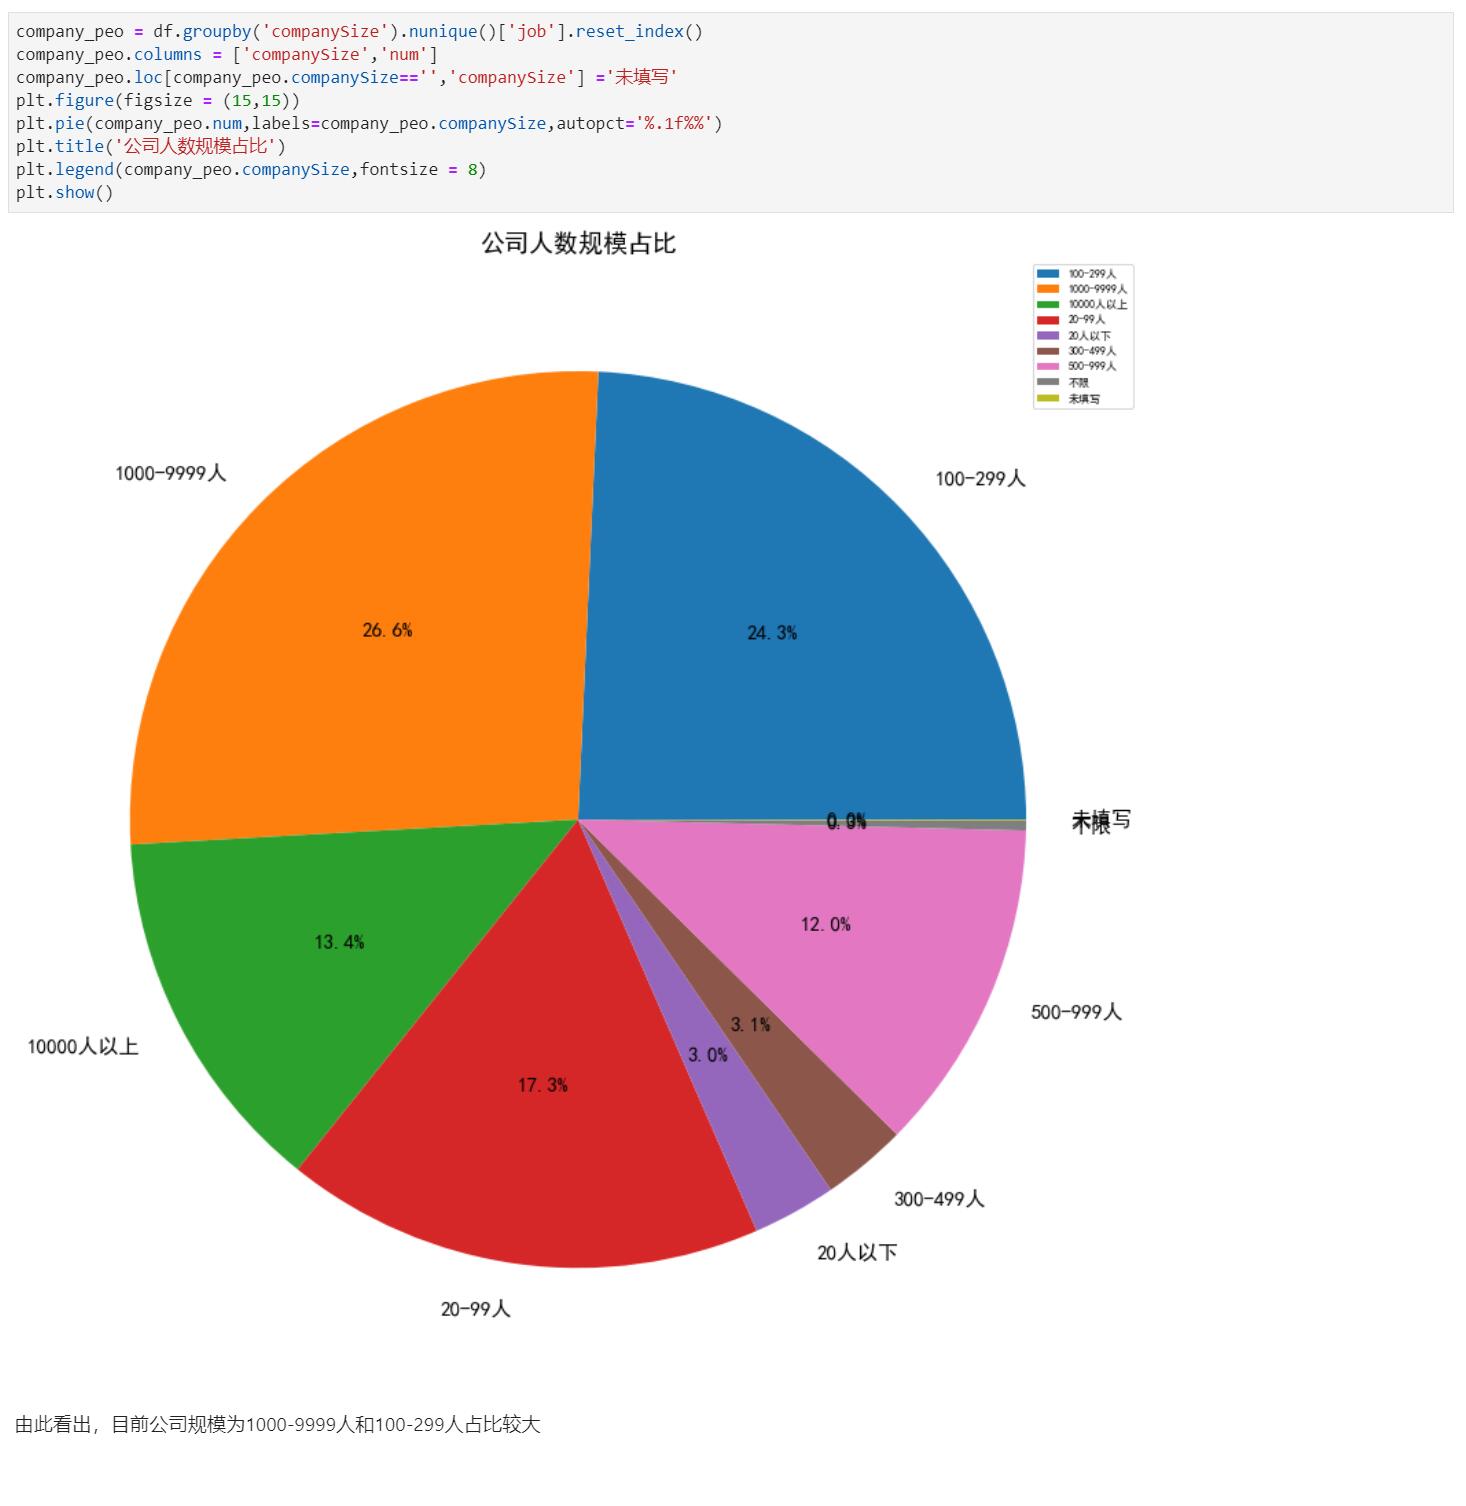 company_peo = df.groupby('companySize').nunique()['job'].reset_index()
company_peo.columns = ['companySize','num']
company_peo.loc[company_peo.companySize=='','companySize'] ='未填写'
plt.figure(figsize = (15,15))
plt.pie(company_peo.num,labels=company_peo.companySize,autopct='%.1f%%')
plt.title('公司人数规模占比')
plt.legend(company_peo.companySize,fontsize = 8)
plt.show()
公司人数规模占比
100-299人
1000-9999人
10000人以上
20-99人
20人以下
300-499人
500-999人
不限
未填写
1000-9999人
100-299人
26.6%
24.3%
未填写
不限
0.0%
0.3%
12.0%
13.4%
500-999人
3.1%
10000人以上
3.0%
17.3%
300-499人
20人以下
20-99人
由此看出，目前公司规模为1000-9999人和100-299人占比较大